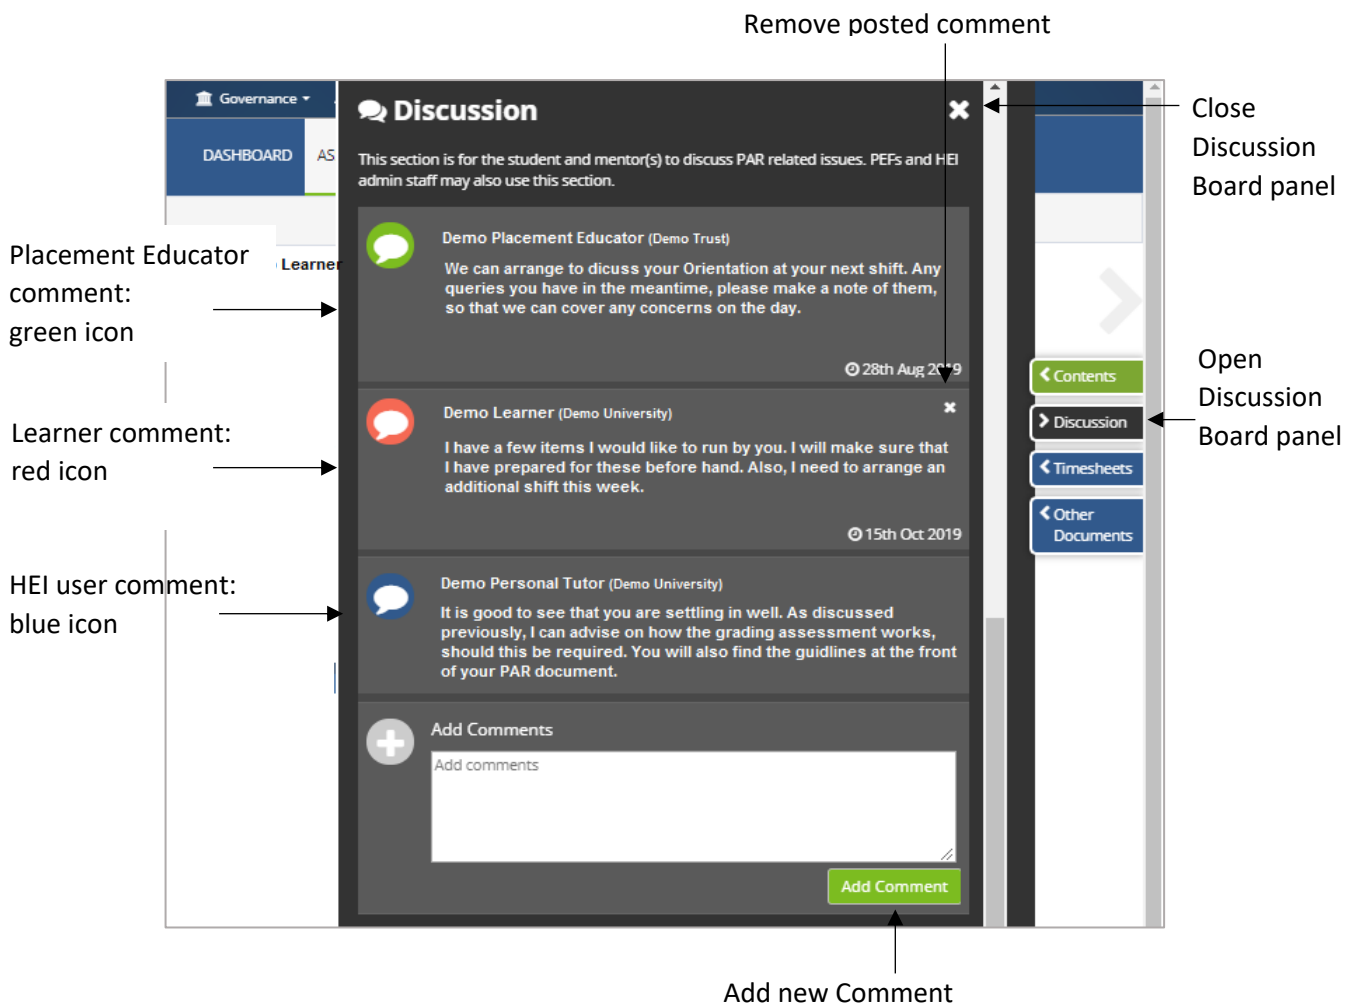 Remove posted comment
Governance
Discussion
Close
Discussion
Board panel
DASHBOARD
AS
This section is for the student and mentor(s) to discuss PAR related issues. PEFs and HEI
admin staff may also use this section.
Placement Educator
comment:
green icon
Learner
Demo Placement Educator (Demo Trust)
We can arrange to dicuss your Orientation at your next shift. Any
queries you have in the meantime, please make a note of them,
so that we can cover any concerns on the day.
28th Aug 2019
Contents
Discussion
Timesheets
Other
Documents
Open
Discussion
Board panel
Learner comment:
red icon
Demo Learner (Demo University)
I have a few items I would like to run by you. I will make sure that
I have prepared for these before hand. Also, I need to arrange an
additional shift this week.
15th Oct 2019
HEI user comment:
blue icon
Demo Personal Tutor (Demo University)
It is good to see that you are settling in well. As discussed
previously, I can advise on how the grading assessment works,
should this be required. You will also find the guidlines at the front
of your PAR document.
Add Comments
Add comments
Add Comment
Add new Comment